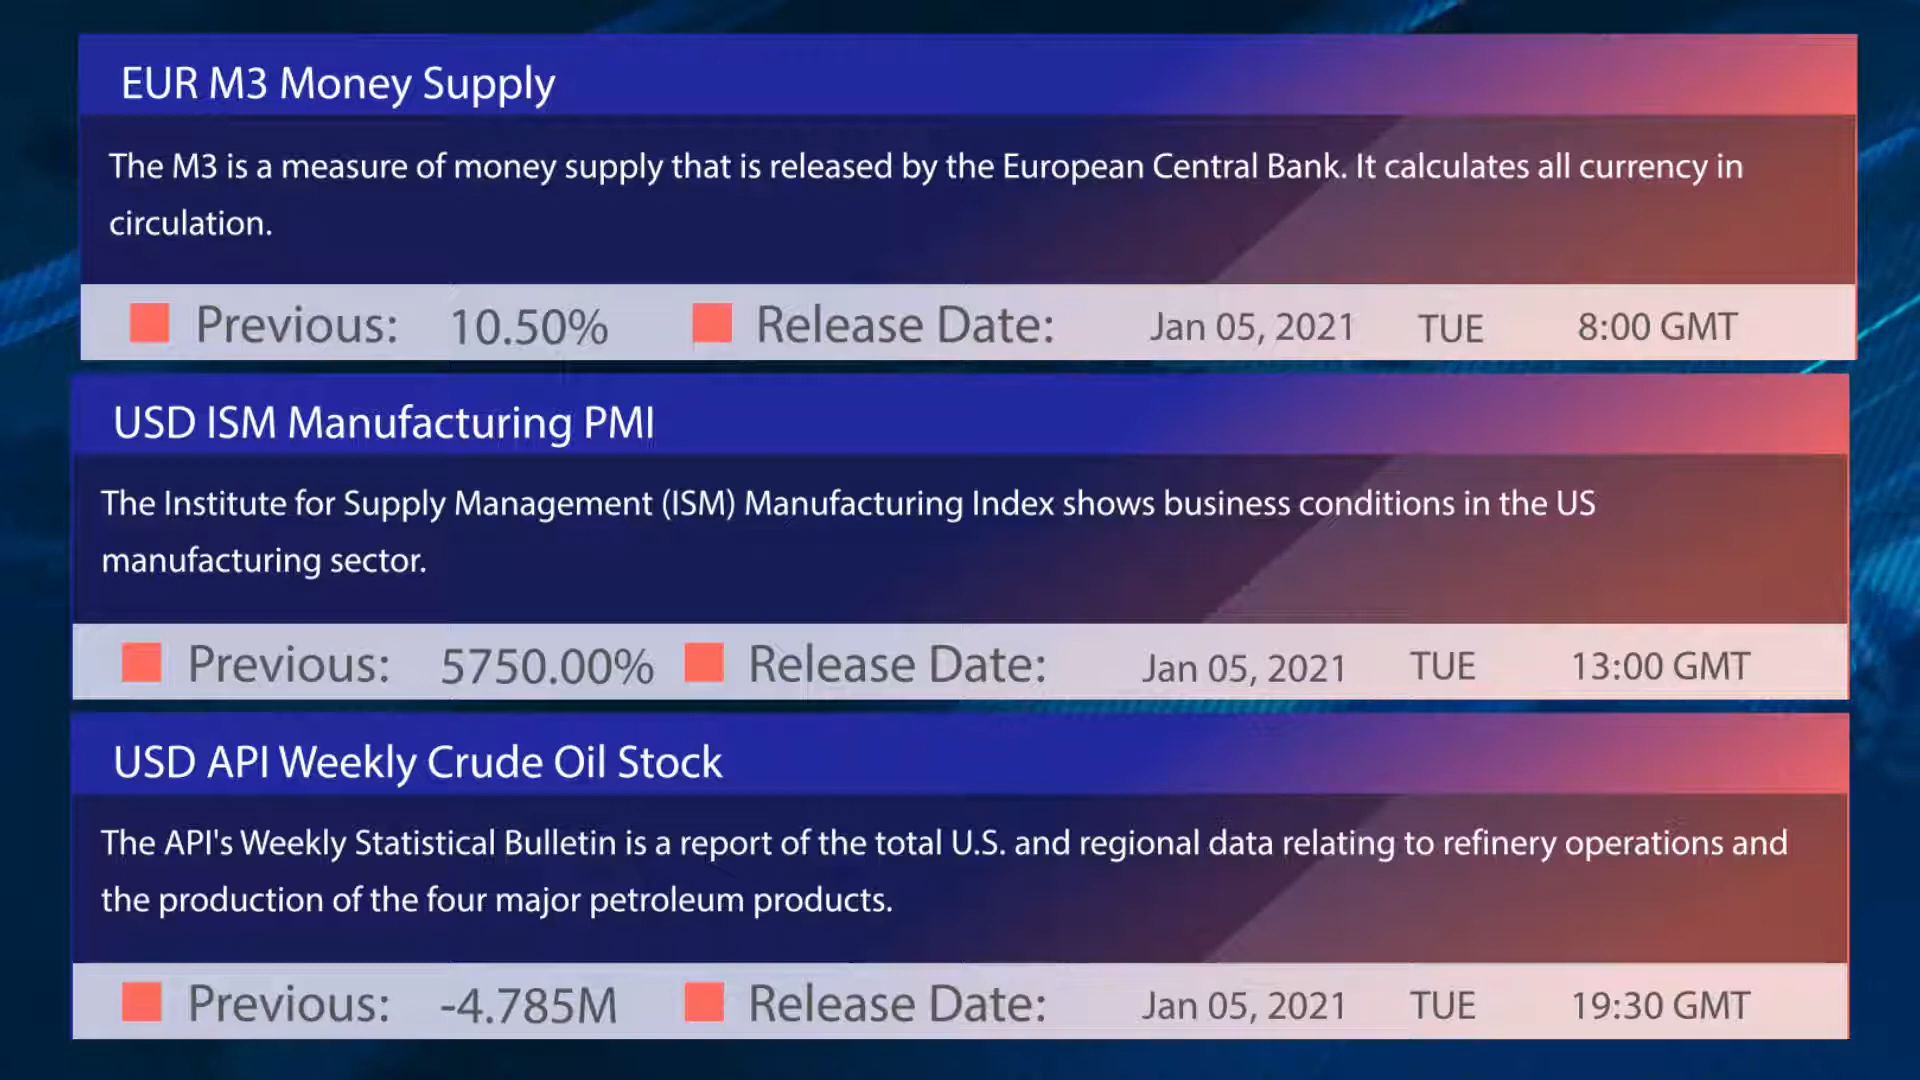 EUR M3 Money Supply
The M3 is a measure of money supply that is released by the European Central Bank. It calculates all currency in
circulation.
Previous: 10.50% Release Date: Jan 05, 2021 TUE 8:00 GMT
USD ISM Manufacturing PMI
The Institute for Supply Management (ISM) Manufacturing Index shows business conditions in the US
manufacturing sector.
Previous: 5750.00% Release Date: Jan 05, 2021 TUE 13:00 GMT
USD API Weekly Crude Oil Stock
The API's Weekly Statistical Bulletin is a report of the total U.S. and regional data relating to refinery operations and
the production of the four major petroleum products.
Previous: -4.785M Release Date: Jan 05, 2021 TUE 19:30 GMT